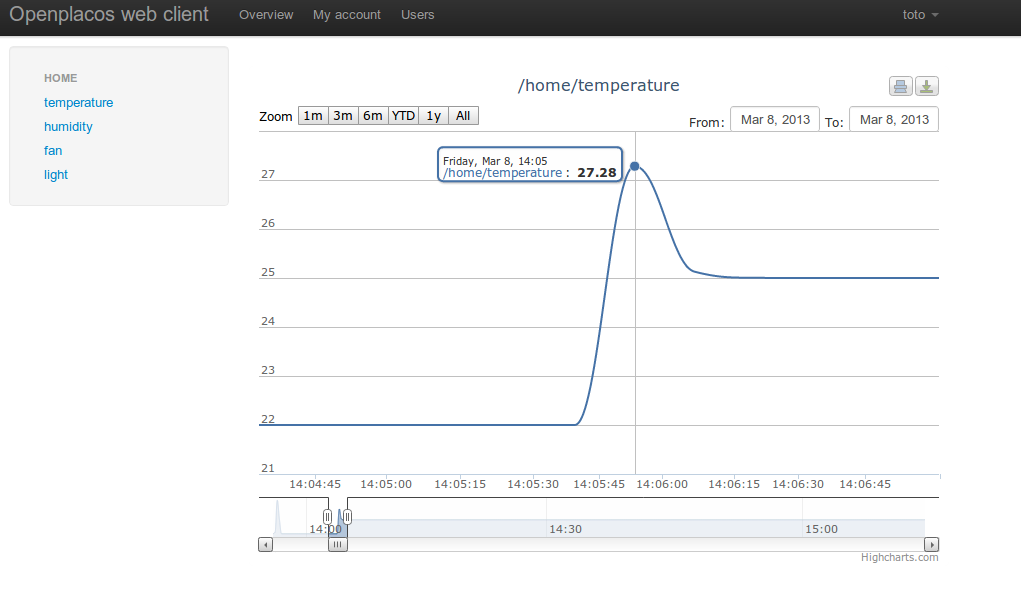 Openplacos web client Overview My account Users toto
HOME
temperature
humidity
fan
light
/home/temperature
Zoom 1m 3m 6m YTD 1y All From: Mar 8, 2013 To: Mar 8, 2013
Friday, Mar 8, 14:05
/home/temperature : 27.28
27
26
25
24
23
22
21
14:04:45 14:05:00 14:05:15 14:05:30 14:05:45 14:06:00 14:06:15 14:06:30 14:06:45
14:00 14:30 15:00
Highcharts.com